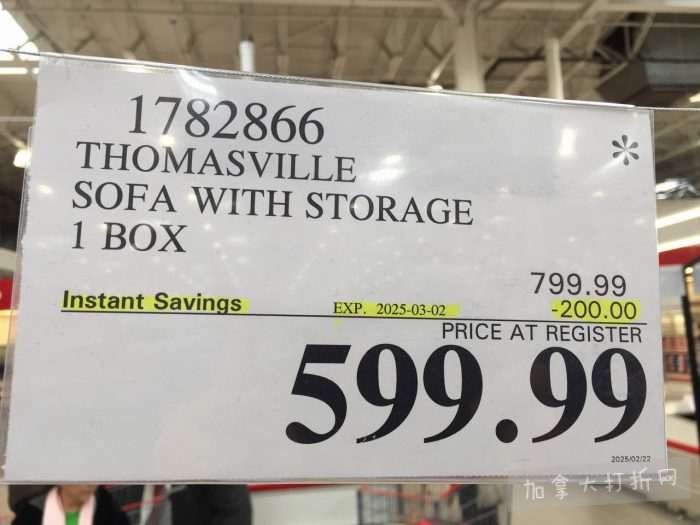 1782866
*
THOMASVILLE
SOFA WITH STORAGE
1 BOX
799.99
Instant Savings EXP. 2025-03-02 -200.00
PRICE AT REGISTER
599.99
2025/02/22
加拿大打折网